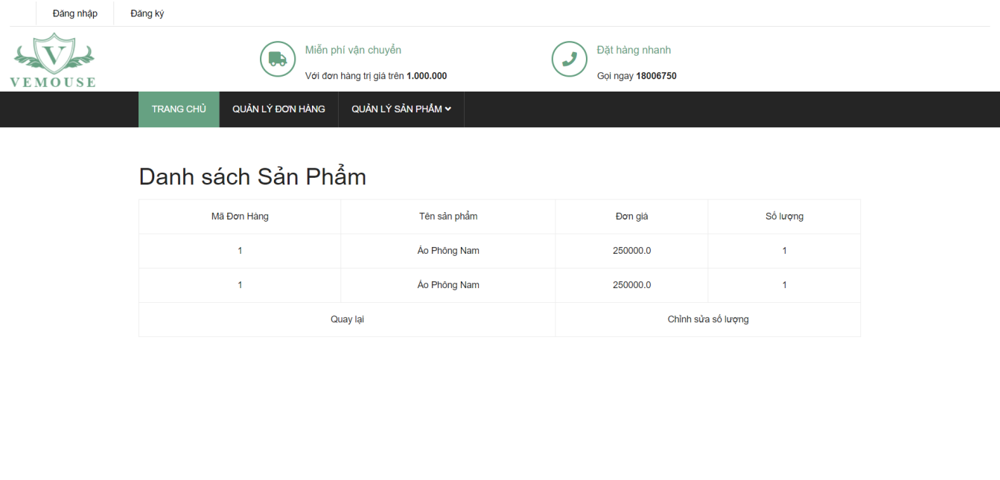 Đăng nhập
Đăng ký
V
VEMOUSE
Miễn phí vận chuyển
Với đơn hàng trị giá trên 1.000.000
Đặt hàng nhanh
Gọi ngay 18006750
TRANG CHỦ QUẢN LÝ ĐƠN HÀNG QUẢN LÝ SẢN PHẨM
Danh sách Sản Phẩm
Mã Đơn Hàng Tên sản phẩm Đơn giá Số lượng
1 Áo Phông Nam 250000.0 1
1 Áo Phông Nam 250000.0 1
Quay lại Chỉnh sửa số lượng